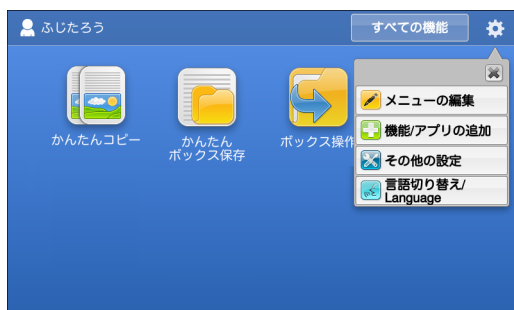 ふじたろう
すべての機能
かんたんコピー
かんたん
ボックス保存
ボックス操作
メニューの編集
機能/アプリの追加
その他の設定
言語切り替え/
Language